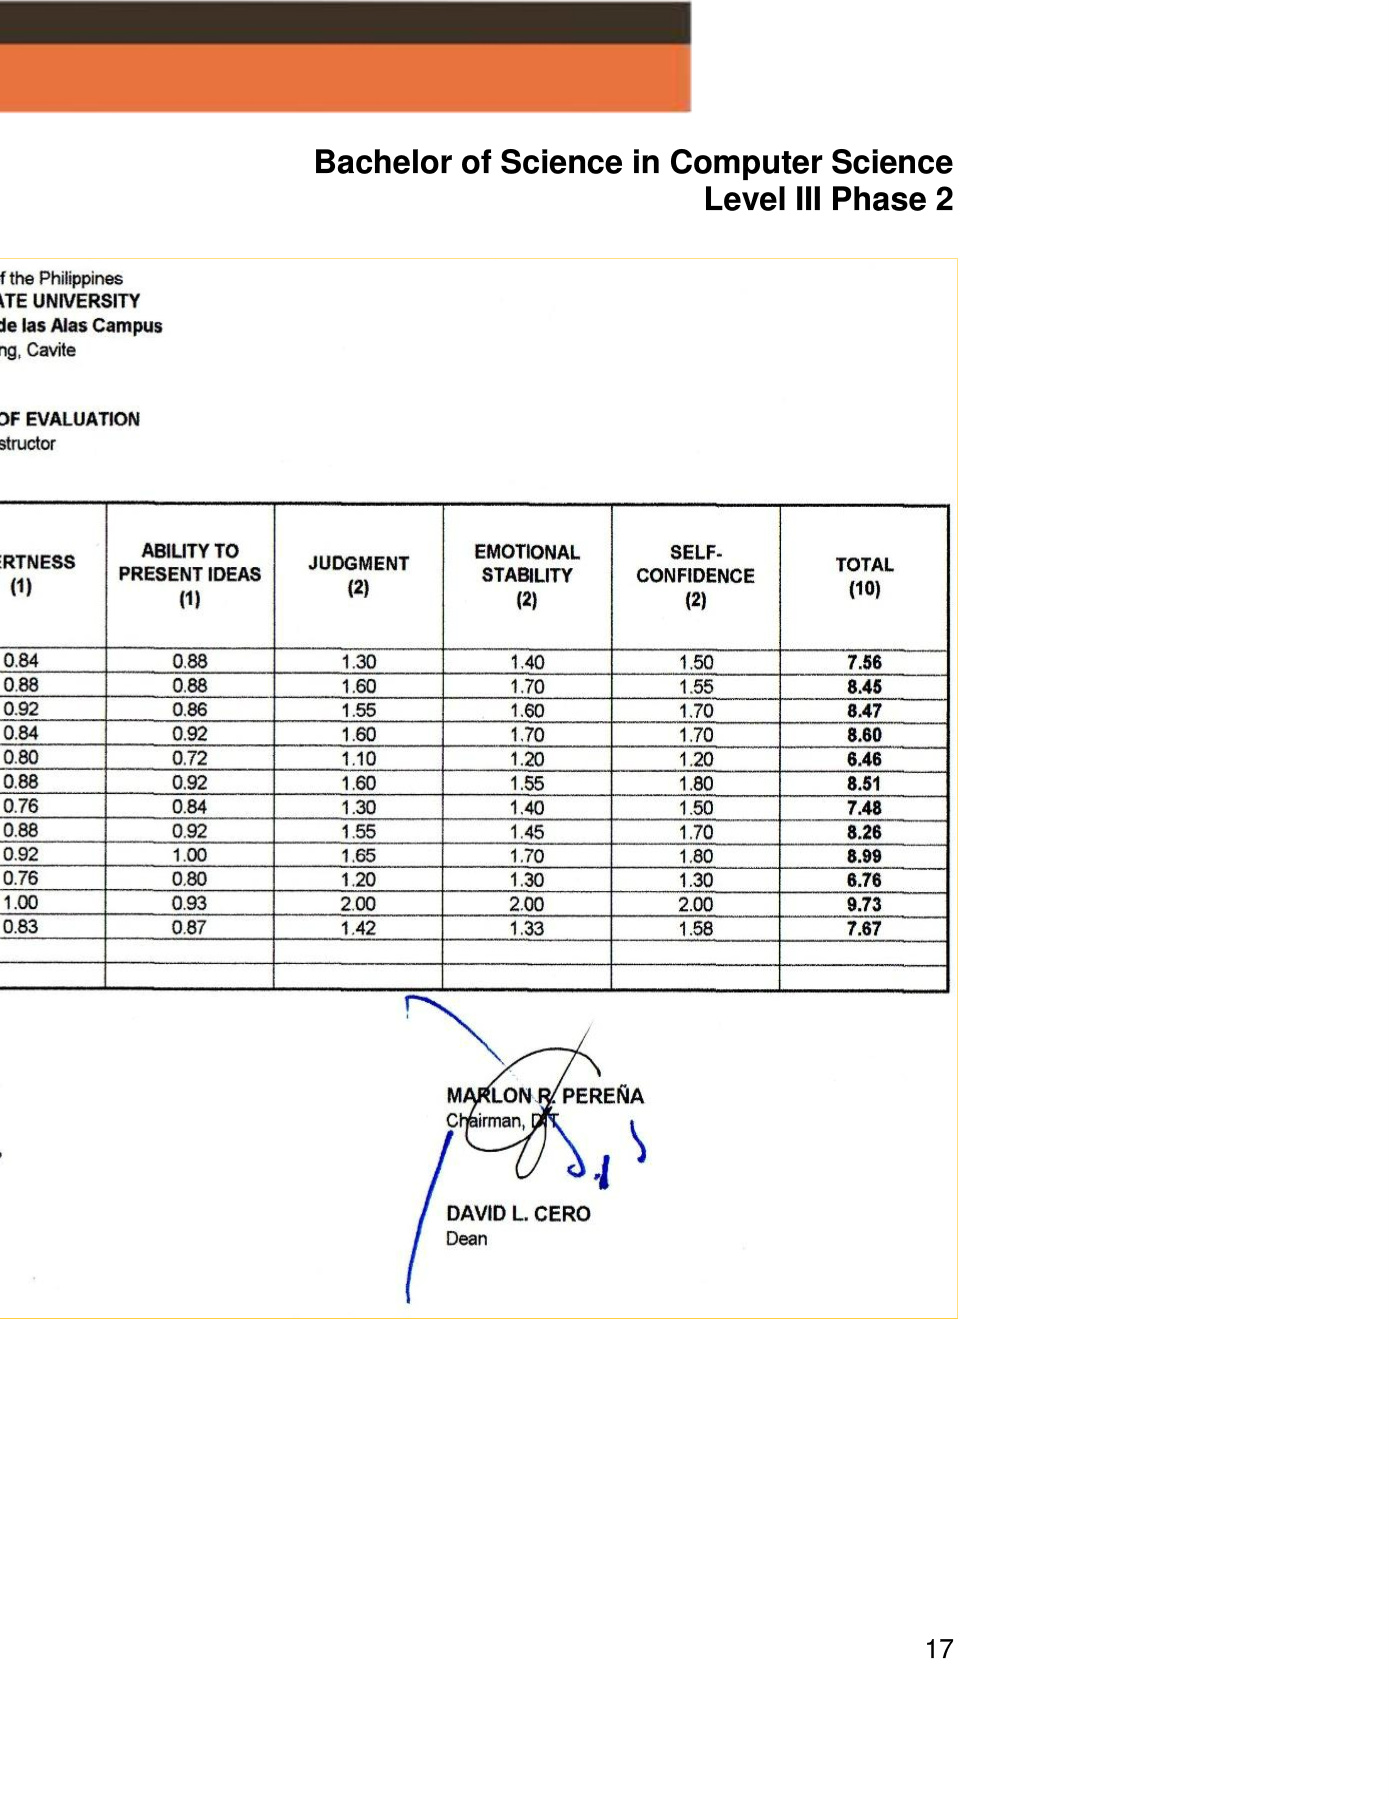 Bachelor of Science in Computer Science
Level III Phase 2
f the Philippines
ATE UNIVERSITY
de las Alas Campus
ng, Cavite
OF EVALUATION
structor
ERTNESS (1) ABILITY TO PRESENT IDEAS (1) JUDGMENT (2) EMOTIONAL STABILITY (2) SELF-CONFIDENCE (2) TOTAL (10)
0.84 0.88 1.30 1.40 1.50 7.56
0.88 0.88 1.60 1.70 1.55 8.45
0.92 0.86 1.55 1.60 1.70 8.47
0.84 0.92 1.60 1.70 1.70 8.60
0.80 0.72 1.10 1.20 1.20 6.46
0.88 0.92 1.60 1.55 1.80 8.51
0.76 0.84 1.30 1.40 1.50 7.48
0.88 0.92 1.55 1.45 1.70 8.26
0.92 1.00 1.65 1.70 1.80 8.99
0.76 0.80 1.20 1.30 1.30 6.76
1.00 0.93 2.00 2.00 2.00 9.73
0.83 0.87 1.42 1.33 1.58 7.67
MARLON R. PEREÑA
Chairman, DIT
DAVID L. CERO
Dean
17